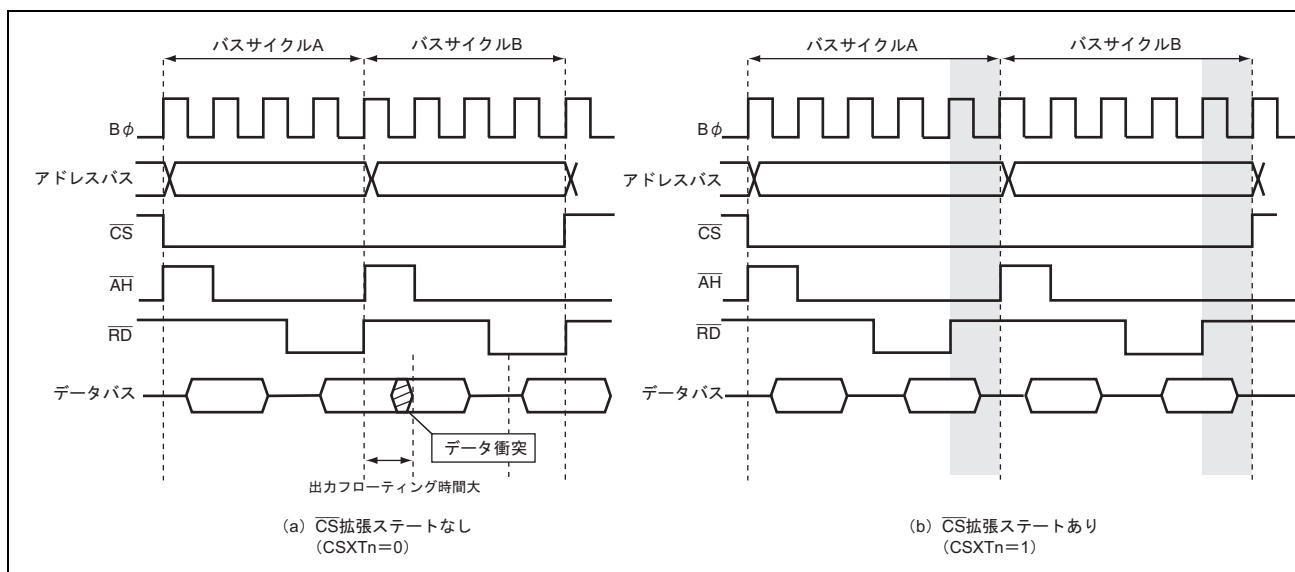 バスサイクルA
バスサイクルB
Bφ
アドレスバス
CS
AH
RD
データバス
データ衝突
出力フローティング時間大
(a) CS拡張ステートなし
(CSXTn=0)
バスサイクルA
バスサイクルB
Bφ
アドレスバス
CS
AH
RD
データバス
(b) CS拡張ステートあり
(CSXTn=1)